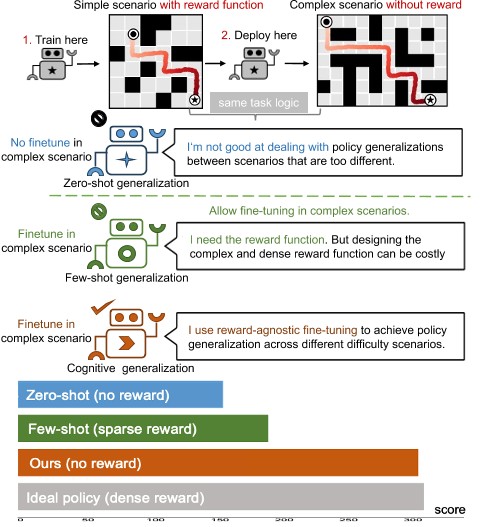 Simple scenario with reward function
Complex scenario without reward
1. Train here
2. Deploy here
same task logic
No finetune in
complex scenario
I'm not good at dealing with policy generalizations
between scenarios that are too different.
Zero-shot generalization
Allow fine-tuning in complex scenarios.
Finetune in
complex scenario
I need the reward function. But designing the
complex and dense reward function can be costly
Few-shot generalization
Finetune in
complex scenario
I use reward-agnostic fine-tuning to achieve policy
generalization across different difficulty scenarios.
Cognitive generalization
Zero-shot (no reward)
Few-shot (sparse reward)
Ours (no reward)
Ideal policy (dense reward)
score
0 50 100 150 200 250 300